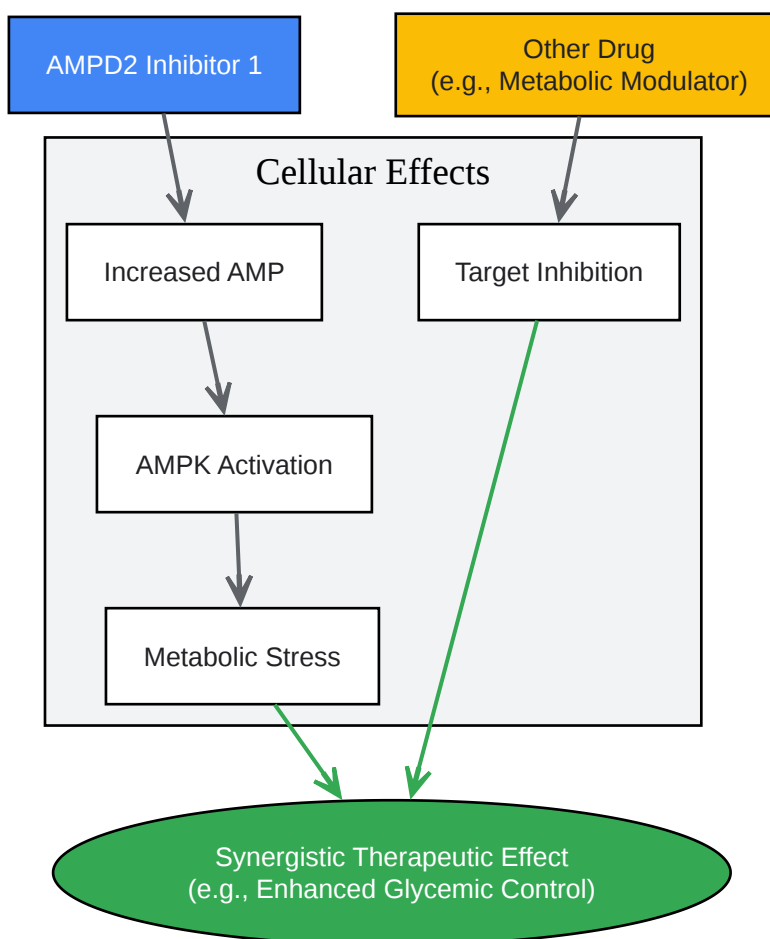 AMPD2 Inhibitor 1
Other Drug
(e.g., Metabolic Modulator)
Cellular Effects
Increased AMP
Target Inhibition
AMPK Activation
Metabolic Stress
Synergistic Therapeutic Effect
(e.g., Enhanced Glycemic Control)